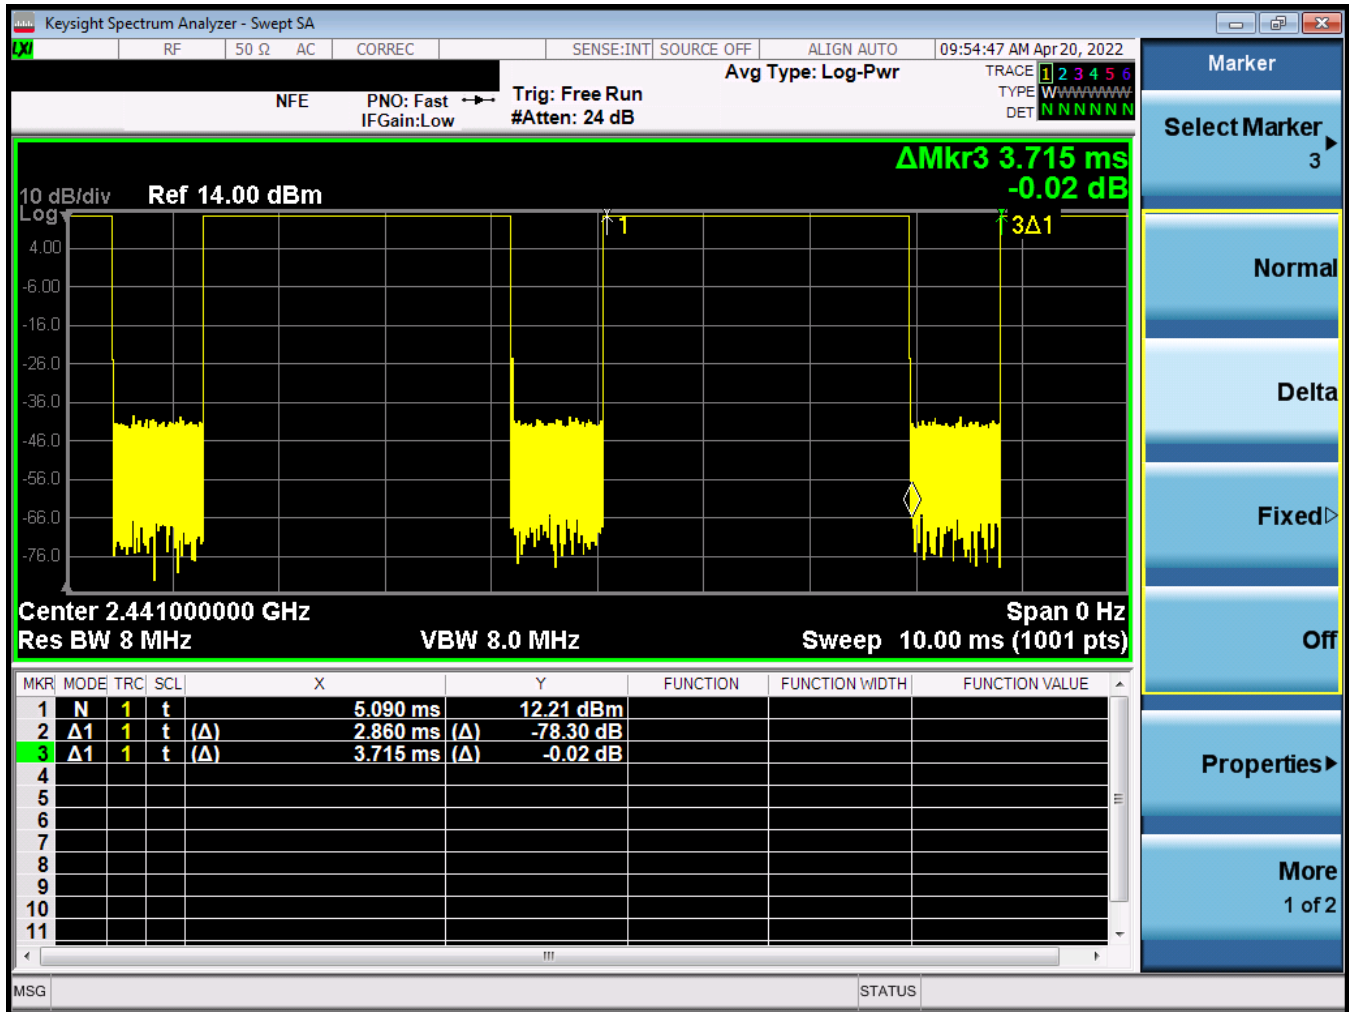 Keysight Spectrum Analyzer - Swept SA
LXI RF 50 Ω AC CORREC SENSE:INT SOURCE OFF ALIGN AUTO 09:54:47 AM Apr 20, 2022
Avg Type: Log-Pwr
TRACE 1 2 3 4 5 6
TYPE WWWWWWW
DET N N N N N N
NFE
PNO: Fast
IFGain:Low
Trig: Free Run
#Atten: 24 dB
ΔMkr3 3.715 ms
-0.02 dB
10 dB/div Ref 14.00 dBm
Log
1
3Δ1
4.00
-6.00
-16.0
-26.0
-36.0
-46.0
-56.0
-66.0
-76.0
Center 2.441000000 GHz Span 0 Hz
Res BW 8 MHz VBW 8.0 MHz Sweep 10.00 ms (1001 pts)
MKR MODE TRC SCL X Y FUNCTION FUNCTION WIDTH FUNCTION VALUE
1 N 1 t 5.090 ms 12.21 dBm
2 Δ1 1 t (Δ) 2.860 ms (Δ) -78.30 dB
3 Δ1 1 t (Δ) 3.715 ms (Δ) -0.02 dB
4
5
6
7
8
9
10
11
MSG STATUS
Marker
Select Marker
3
Normal
Delta
Fixed
Off
Properties
More
1 of 2